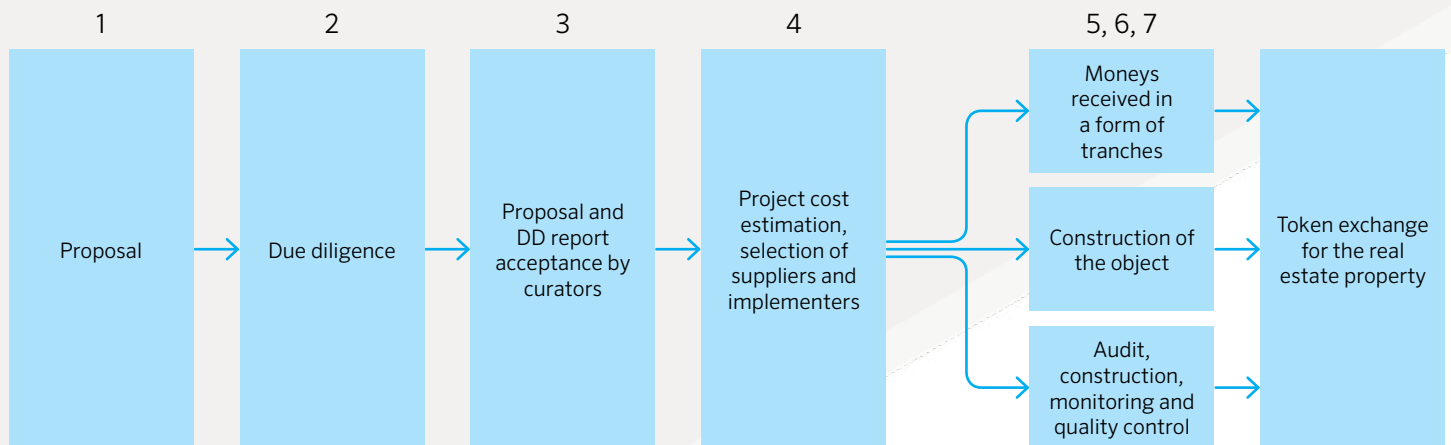 1
2
3
4
5, 6, 7
Proposal
Due diligence
Proposal and
DD report
acceptance by
curators
Project cost
estimation,
selection of
suppliers and
implementers
Moneys
received in
a form of
tranches
Construction of
the object
Audit,
construction,
monitoring and
quality control
Token exchange
for the real
estate property